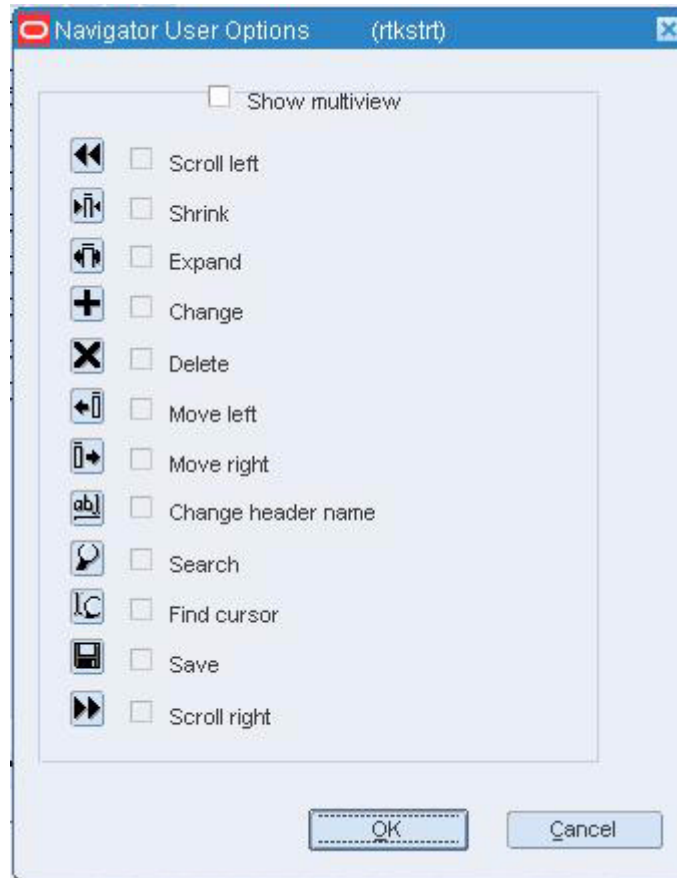 Navigator User Options (rtkstrt)
Show multiview
Scroll left
Shrink
Expand
Change
Delete
Move left
Move right
abl Change header name
Search
Find cursor
Save
Scroll right
OK Cancel